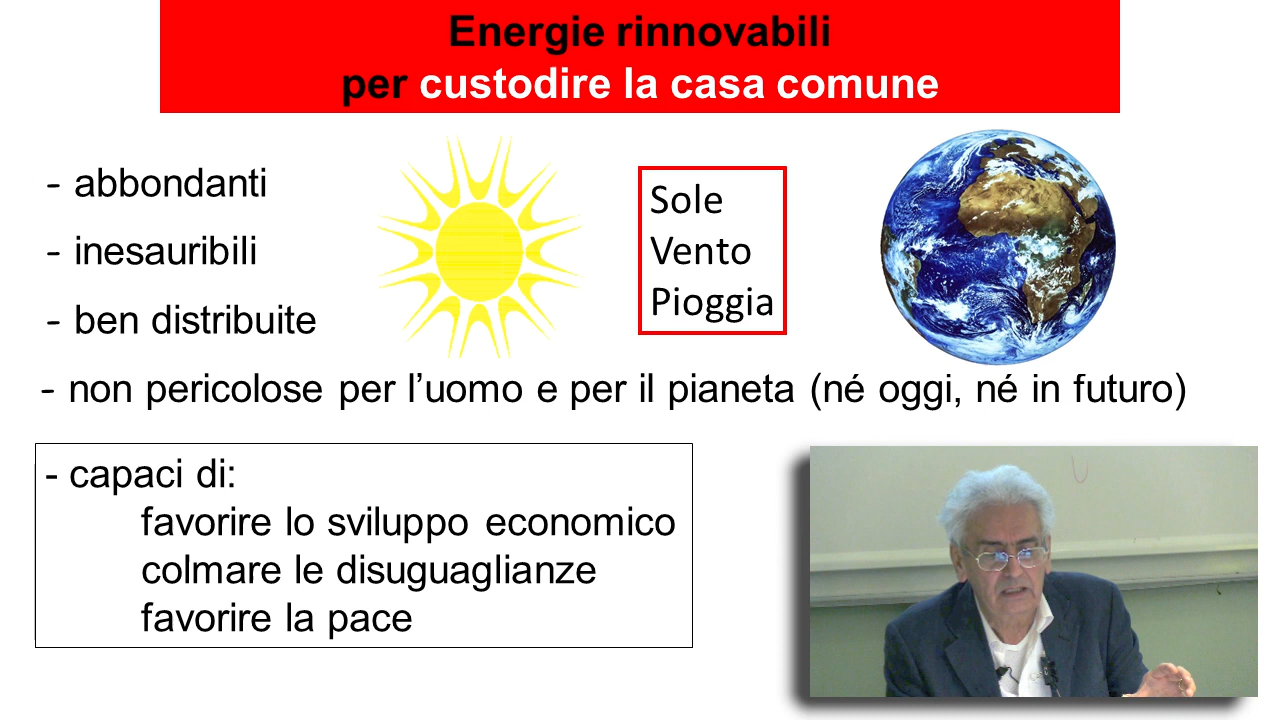 Energie rinnovabili
per custodire la casa comune
- abbondanti
- inesauribili
- ben distribuite
Sole
Vento
Pioggia
- non pericolose per l’uomo e per il pianeta (né oggi, né in futuro)
- capaci di:
favorire lo sviluppo economico
colmare le disuguaglianze
favorire la pace